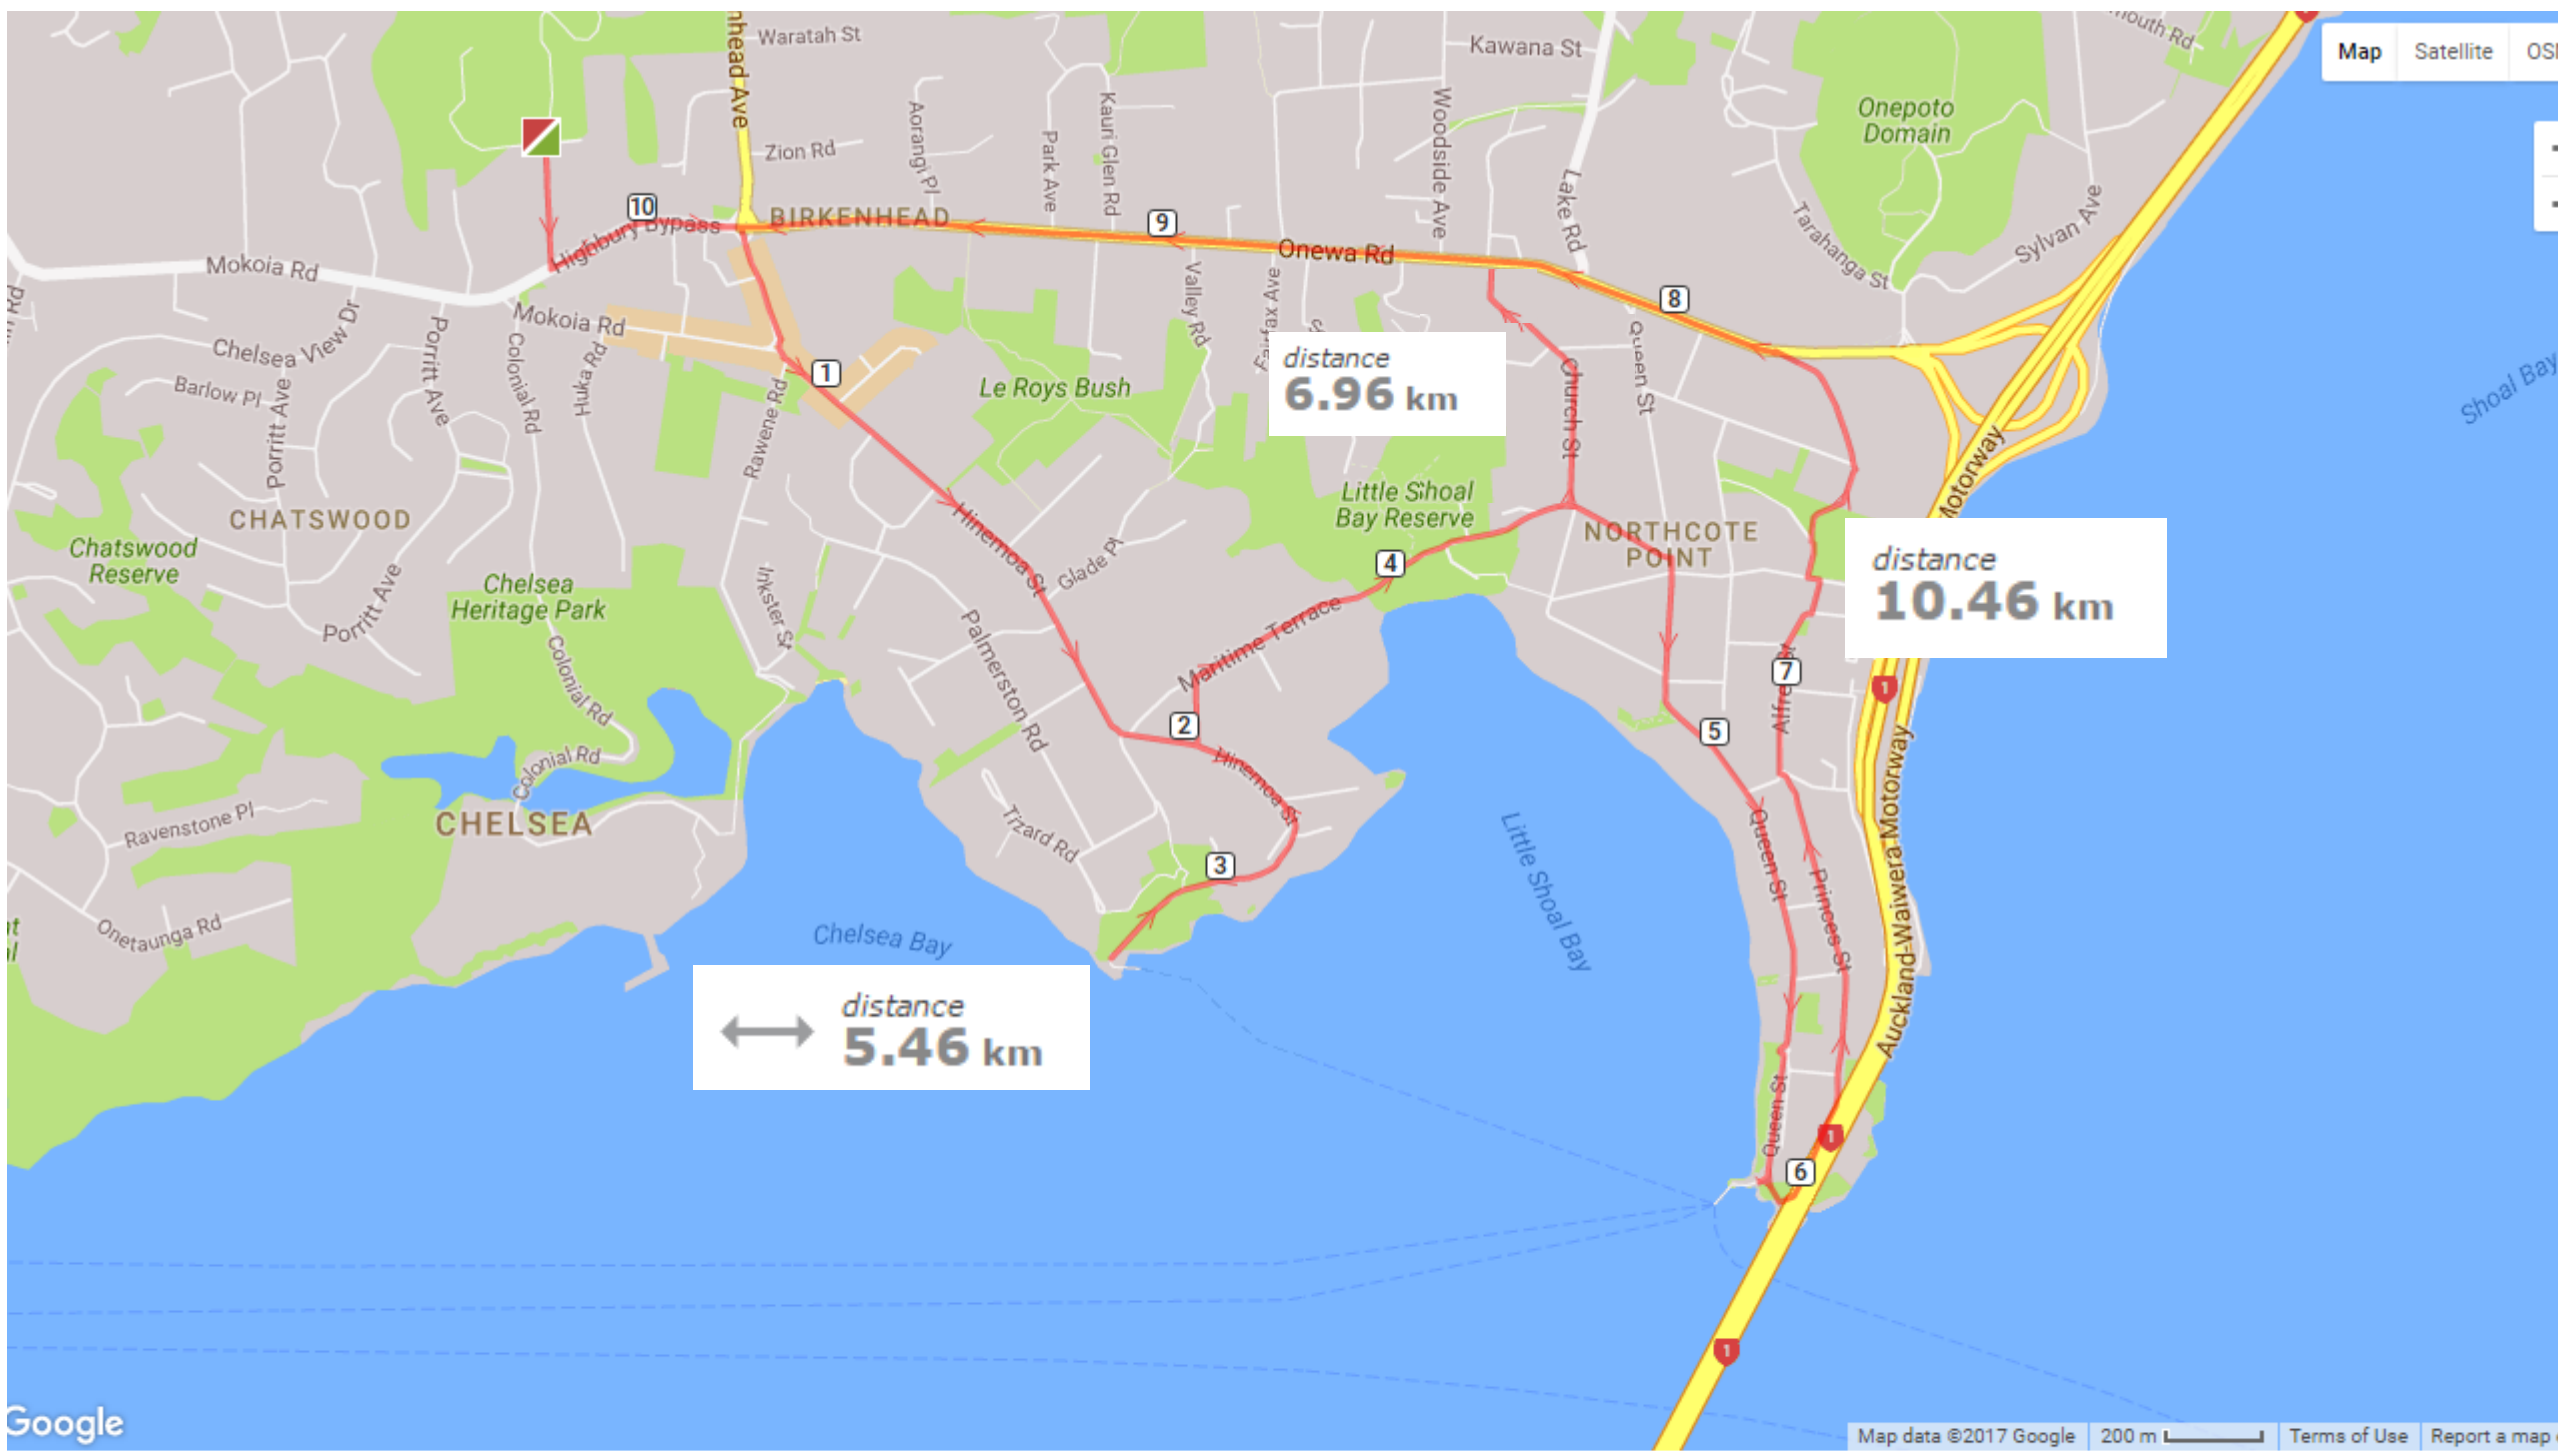 Waratah St
Kawana St
Map
Satellite
Zion Rd
Aorangi Pl
Park Ave
Kauri Glen Rd
Woodside Ave
Lake Rd
Onepoto
Domain
Tarahanga St
Sylvan Ave
10
BIRKENHEAD
9
Highbury Bypass
Onewa Rd
Mokoia Rd
8
Mokoia Rd
Chelsea View Dr
Barlow Pl
Porritt Ave
Porritt Ave
Colonial Rd
Huka Rd
Rawene Rd
1
Le Roys Bush
Valley Rd
distance
6.96 km
Church St
Queen St
Shoal Bay
Motorway
CHATSWOOD
Chatswood
Reserve
Porritt Ave
Chelsea
Heritage Park
Colonial Rd
Inkster St
Hinemoa St
Glade Pl
Little Shoal
Bay Reserve
NORTHCOTE
POINT
distance
10.46 km
4
Maritime Terrace
Palmerston Rd
7
1
2
5
Hinemoa St
Colonial Rd
CHELSEA
Ravenstone Pl
Tizard Rd
3
Little Shoal Bay
Queen St
Princes St
Auckland-Waiwera Motorway
Onetaunga Rd
Chelsea Bay
distance
5.46 km
Queen St
1
6
1
Google
Map data ©2017 Google
200 m
Terms of Use
Report a map